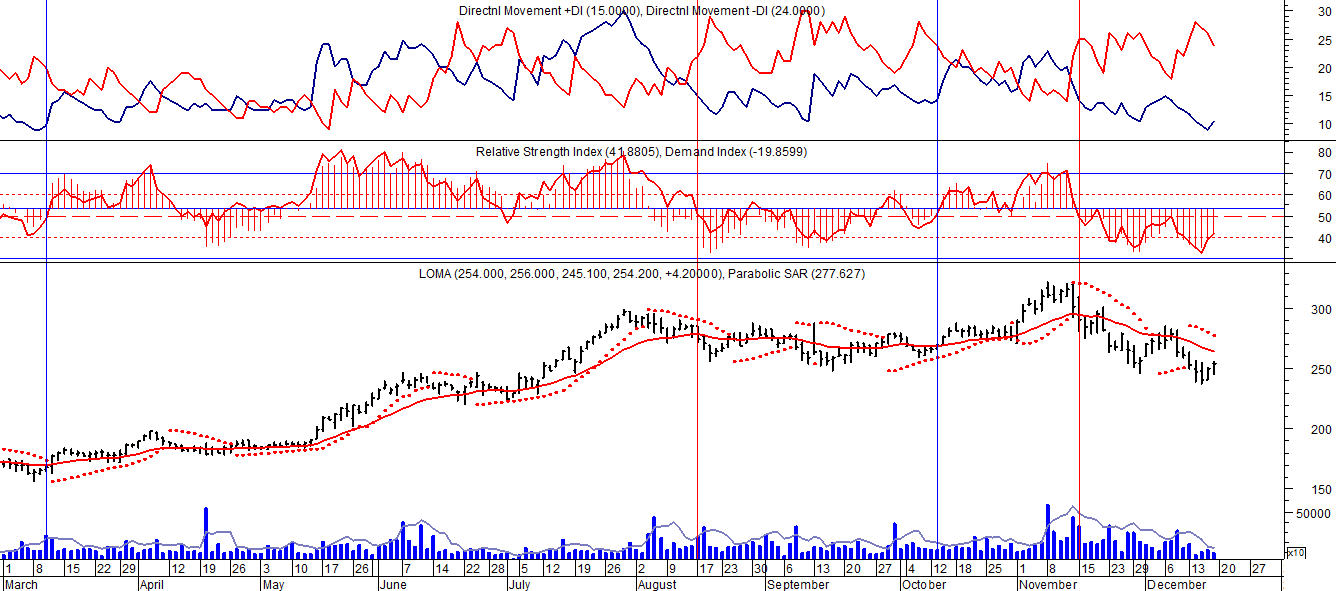 Directnl Movement +DI (15.0000), Directnl Movement -DI (24.0000)
30
25
20
15
10
Relative Strength Index (41.8805), Demand Index (-19.8599)
80
70
60
50
40
LOMA (254.000, 256.000, 245.100, 254.200, +4.20000), Parabolic SAR (277.627)
300
250
200
150
50000
x10
1 8 15 22 29 12 19 26 3 10 17 26 7 14 22 28 5 12 19 26 2 9 17 23 30 6 13 20 27 4 12 18 25 1 8 15 23 29 6 13 20 27
March April May June July August September October November December